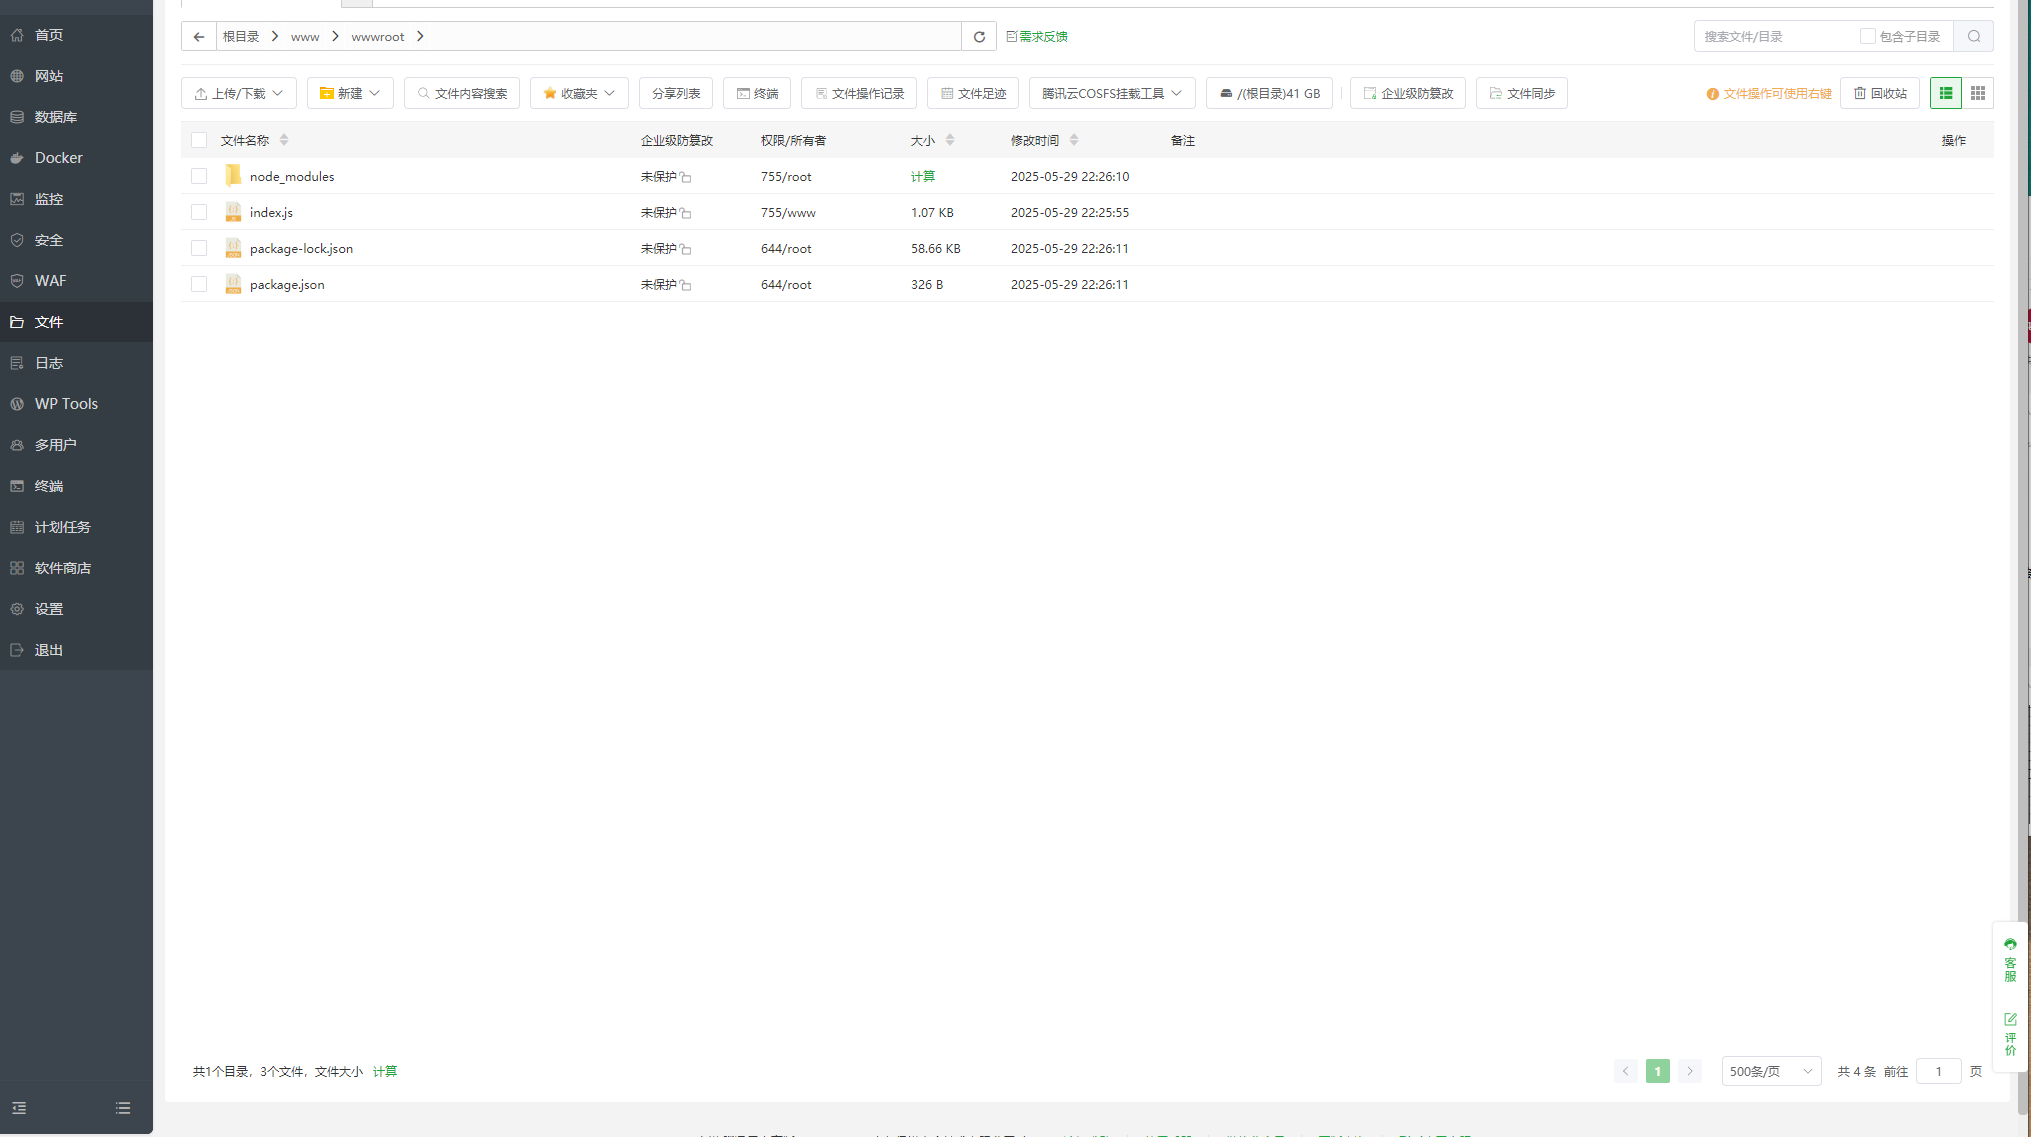 首页
网站
数据库
Docker
监控
安全
WAF
文件
日志
WP Tools
多用户
终端
计划任务
软件商店
设置
退出
根目录 www wwwroot 需求反馈 搜索文件/目录 包含子目录
上传/下载 新建 文件内容搜索 收藏夹 分享列表 终端 文件操作记录 文件足迹 腾讯云COSFS挂载工具 /(根目录)41 GB 企业级防篡改 文件同步 文件操作可使用右键 回收站
文件名称 企业级防篡改 权限/所有者 大小 修改时间 备注 操作
node_modules 未保护 755/root 计算 2025-05-29 22:26:10
index.js 未保护 755/www 1.07 KB 2025-05-29 22:25:55
package-lock.json 未保护 644/root 58.66 KB 2025-05-29 22:26:11
package.json 未保护 644/root 326 B 2025-05-29 22:26:11
客服
评价
共1个目录，3个文件，文件大小 计算 1 500条/页 共 4 条 前往 1 页